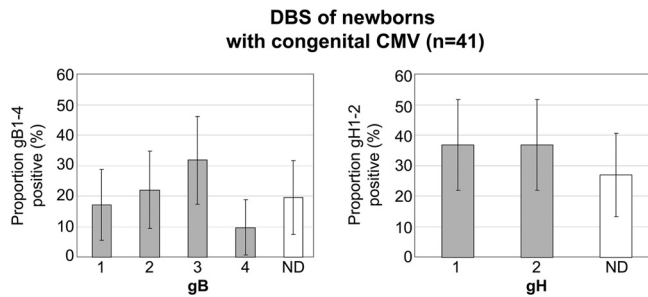 DBS of newborns
with congenital CMV (n=41)
Proportion gB1-4
positive (%)
60
50
40
30
20
10
0
1 2 3 4 ND
gB
Proportion gH1-2
positive (%)
60
50
40
30
20
10
0
1 2 ND
gH